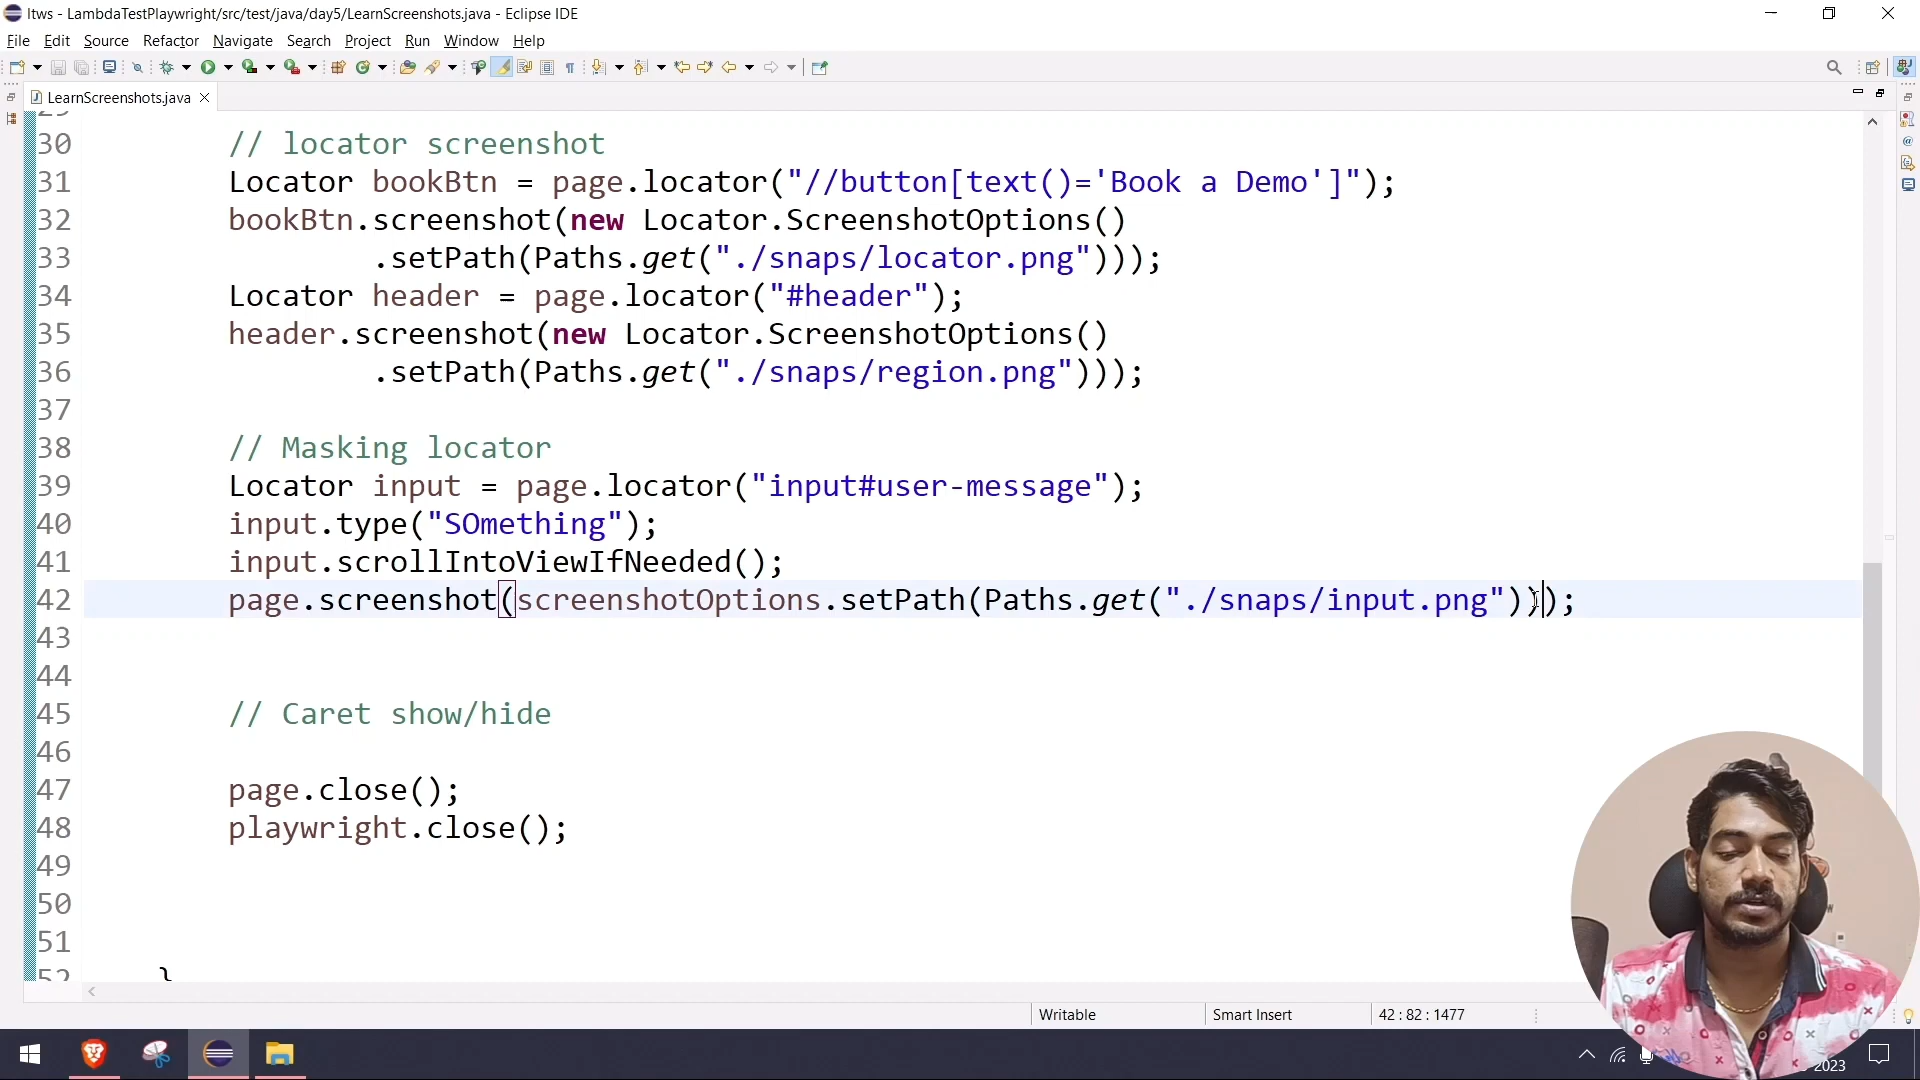 ltws - LambdaTestPlaywright/src/test/java/day5/LearnScreenshots.java - Eclipse IDE
File Edit Source Refactor Navigate Search Project Run Window Help
LearnScreenshots.java
30 // locator screenshot
31 Locator bookBtn = page.locator("//button[text()='Book a Demo']");
32 bookBtn.screenshot(new Locator.ScreenshotOptions()
33 .setPath(Paths.get("./snaps/locator.png")));
34 Locator header = page.locator("#header");
35 header.screenshot(new Locator.ScreenshotOptions()
36 .setPath(Paths.get("./snaps/region.png")));
37
38 // Masking locator
39 Locator input = page.locator("input#user-message");
40 input.type("SOmething");
41 input.scrollIntoViewIfNeeded();
42 page.screenshot(screenshotOptions.setPath(Paths.get("./snaps/input.png")));
43
44
45 // Caret show/hide
46
47 page.close();
48 playwright.close();
49
50
51
52 }
Writable Smart Insert 42 : 82 : 1477
2023